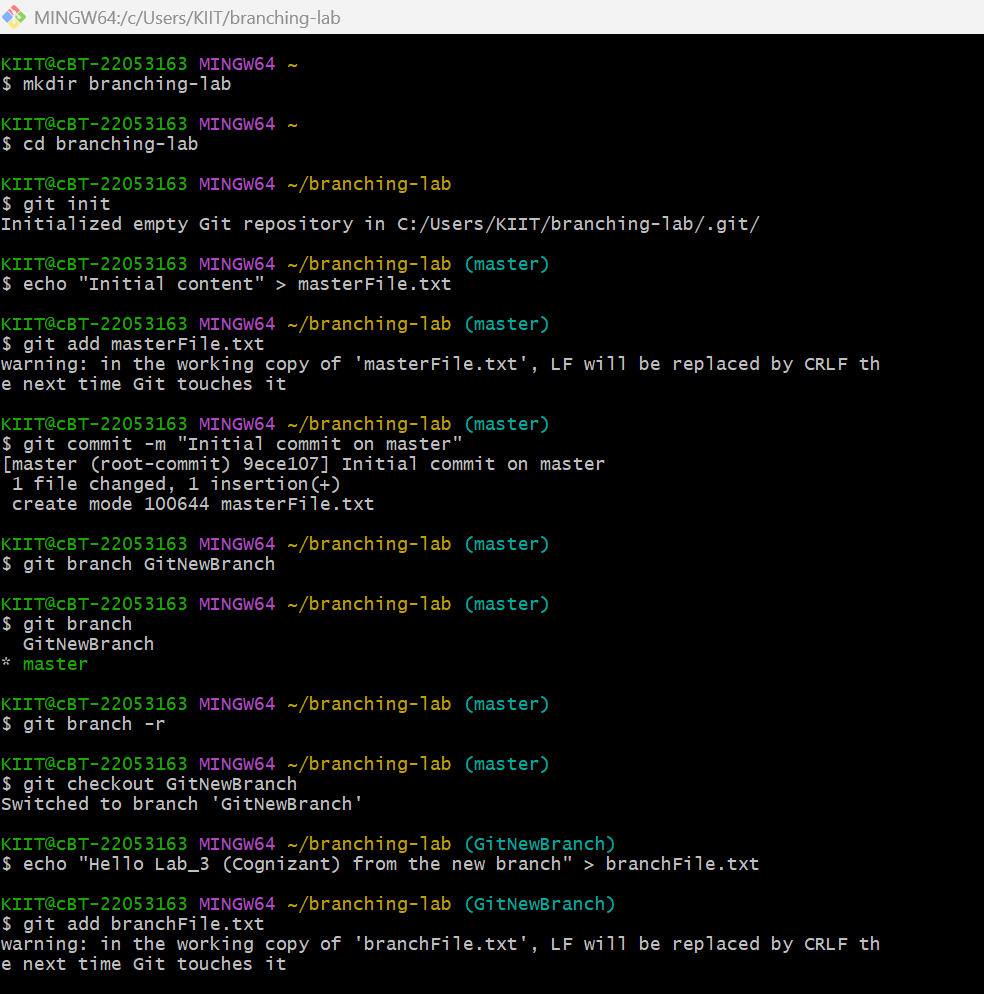 MINGW64:/c/Users/KIIT/branching-lab
KIIT@cBT-22053163 MINGW64 ~
$ mkdir branching-lab
KIIT@cBT-22053163 MINGW64 ~
$ cd branching-lab
KIIT@cBT-22053163 MINGW64 ~/branching-lab
$ git init
Initialized empty Git repository in C:/Users/KIIT/branching-lab/.git/
KIIT@cBT-22053163 MINGW64 ~/branching-lab (master)
$ echo "Initial content" > masterFile.txt
KIIT@cBT-22053163 MINGW64 ~/branching-lab (master)
$ git add masterFile.txt
warning: in the working copy of 'masterFile.txt', LF will be replaced by CRLF th
e next time Git touches it
KIIT@cBT-22053163 MINGW64 ~/branching-lab (master)
$ git commit -m "Initial commit on master"
[master (root-commit) 9ece107] Initial commit on master
 1 file changed, 1 insertion(+)
 create mode 100644 masterFile.txt
KIIT@cBT-22053163 MINGW64 ~/branching-lab (master)
$ git branch GitNewBranch
KIIT@cBT-22053163 MINGW64 ~/branching-lab (master)
$ git branch
  GitNewBranch
* master
KIIT@cBT-22053163 MINGW64 ~/branching-lab (master)
$ git branch -r
KIIT@cBT-22053163 MINGW64 ~/branching-lab (master)
$ git checkout GitNewBranch
Switched to branch 'GitNewBranch'
KIIT@cBT-22053163 MINGW64 ~/branching-lab (GitNewBranch)
$ echo "Hello Lab_3 (Cognizant) from the new branch" > branchFile.txt
KIIT@cBT-22053163 MINGW64 ~/branching-lab (GitNewBranch)
$ git add branchFile.txt
warning: in the working copy of 'branchFile.txt', LF will be replaced by CRLF th
e next time Git touches it